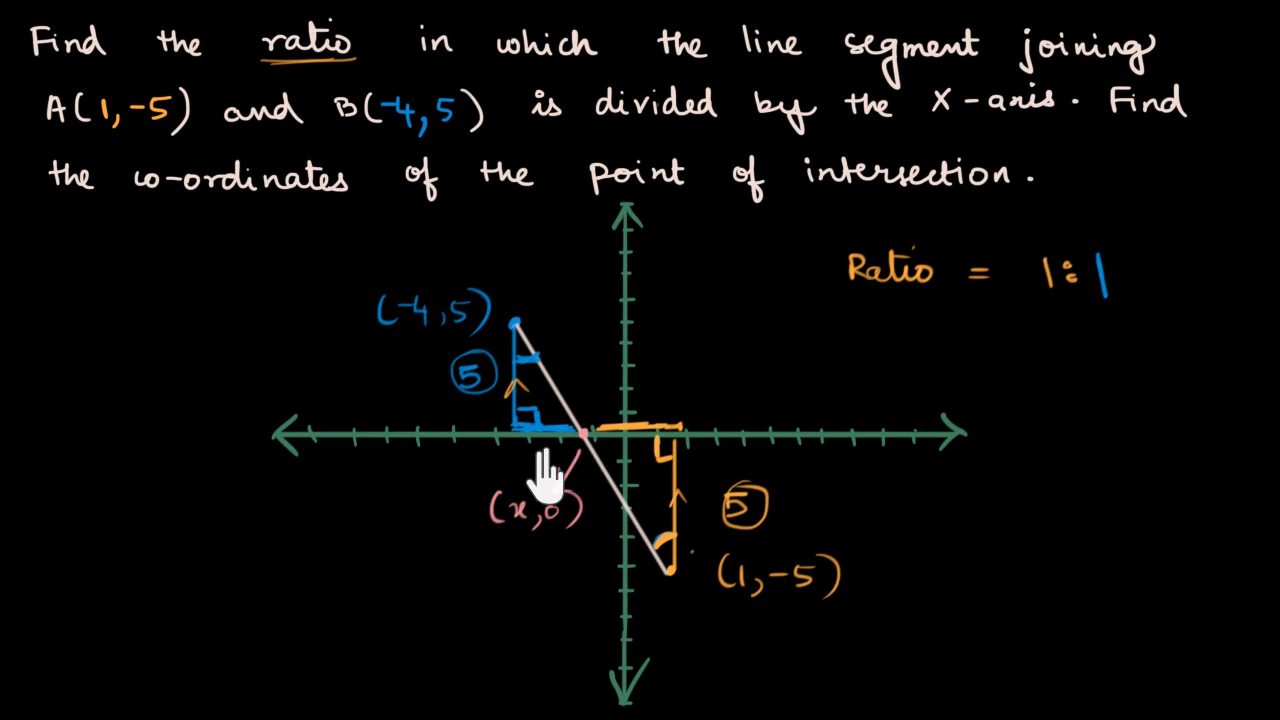 Find the ratio in which the line segment joining
A(1,-5) and B(-4,5) is divided by the X-axis. Find
the co-ordinates of the point of intersection.
Ratio = 1:1
(-4,5)
5
(x,0)
5
(1,-5)